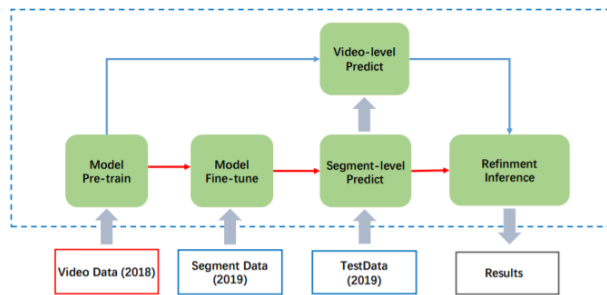 Video-level
Predict
Model
Pre-train
Model
Fine-tune
Segment-level
Predict
Refinment
Inference
Video Data (2018)
Segment Data
(2019)
TestData
(2019)
Results